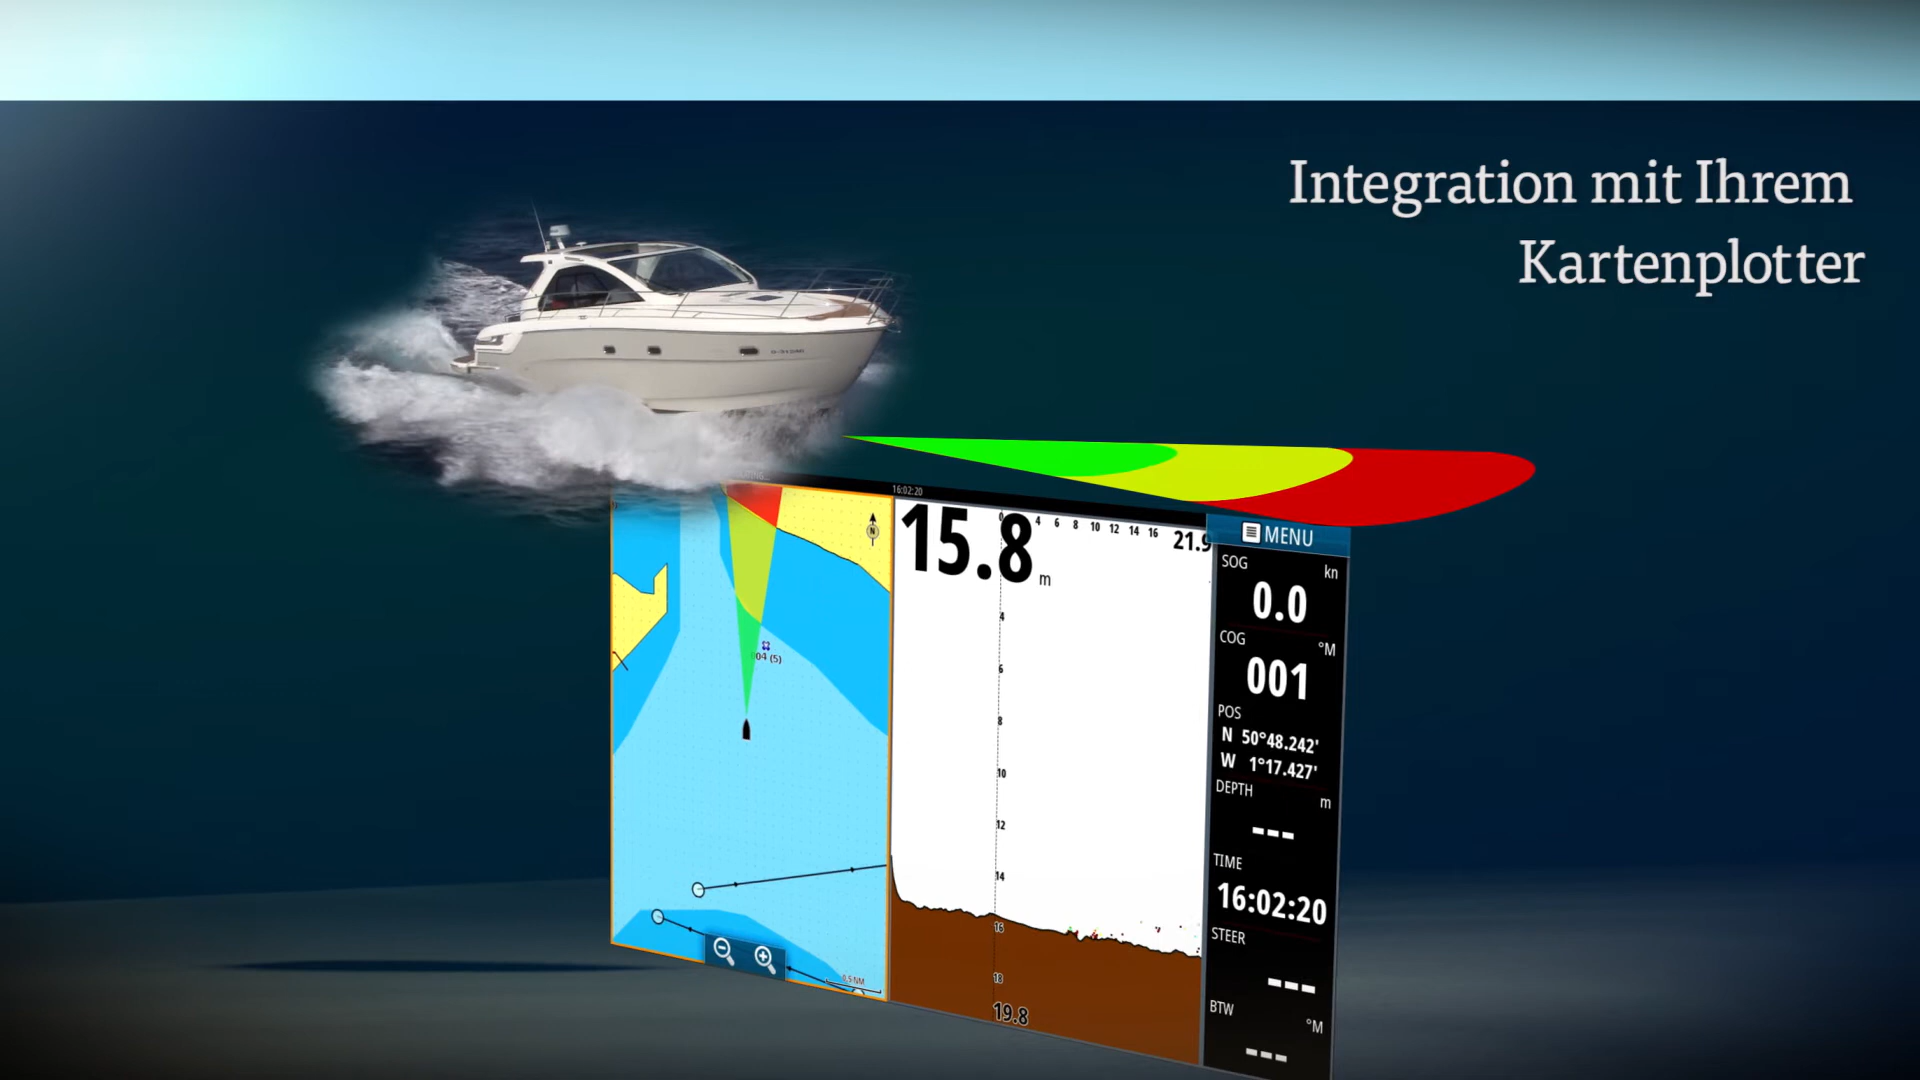 Integration mit Ihrem
Kartenplotter
16:02:20
15.8 m
0 4 6 8 10 12 14 16
21.9
4
6
8
10
12
14
16
18
19.8
N
004 (5)
0.5 NM
MENU
SOG kn
0.0
COG °M
001
POS
N 50°48.242'
W 1°17.427'
DEPTH m
---
TIME
16:02:20
STEER
---
BTW °M
---